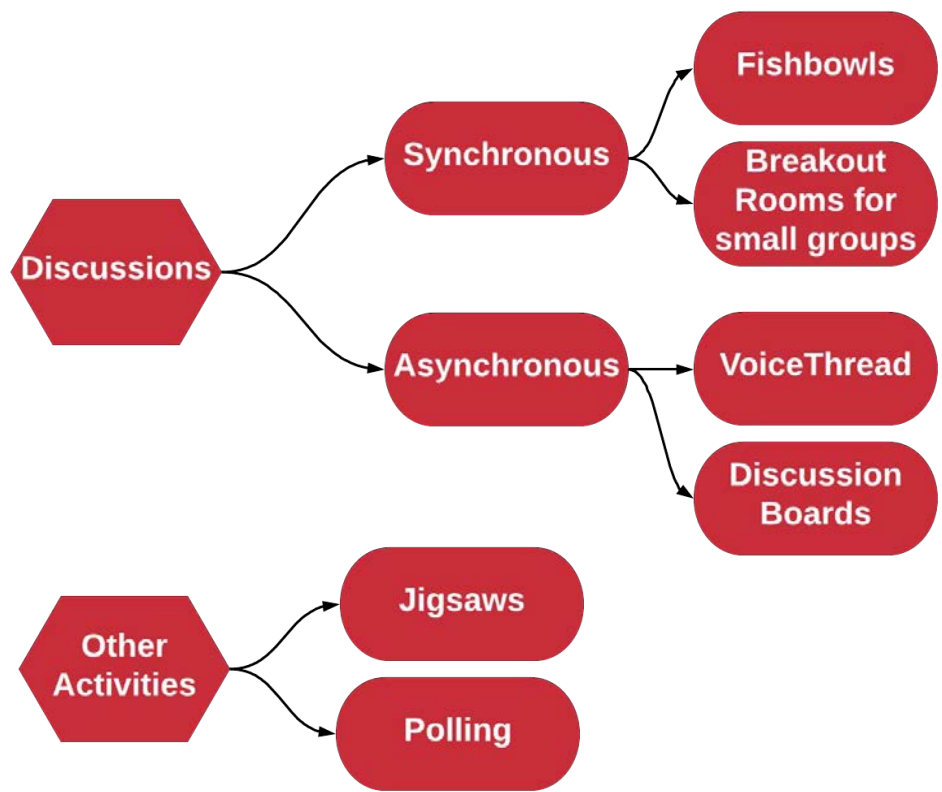 Fishbowls
Synchronous
Breakout
Rooms for
small groups
Discussions
Asynchronous
VoiceThread
Discussion
Boards
Jigsaws
Other
Activities
Polling